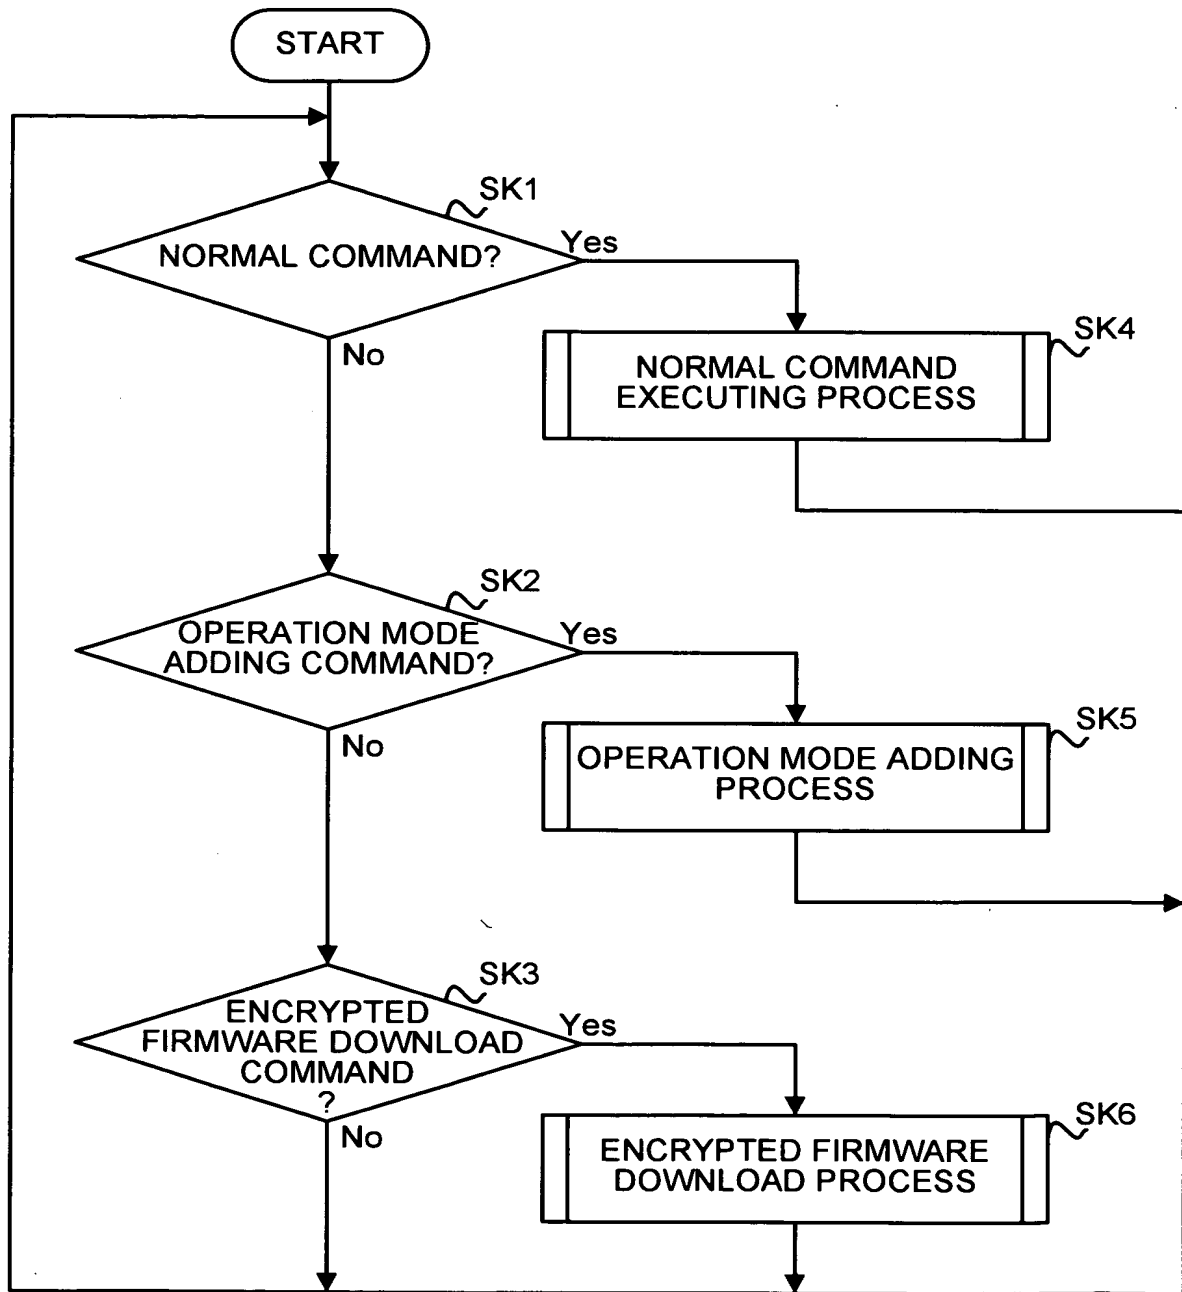 START
SK1
NORMAL COMMAND?
Yes
No
SK4
NORMAL COMMAND
EXECUTING PROCESS
SK2
OPERATION MODE
ADDING COMMAND?
Yes
No
SK5
OPERATION MODE ADDING
PROCESS
SK3
ENCRYPTED
FIRMWARE DOWNLOAD
COMMAND
?
Yes
No
SK6
ENCRYPTED FIRMWARE
DOWNLOAD PROCESS